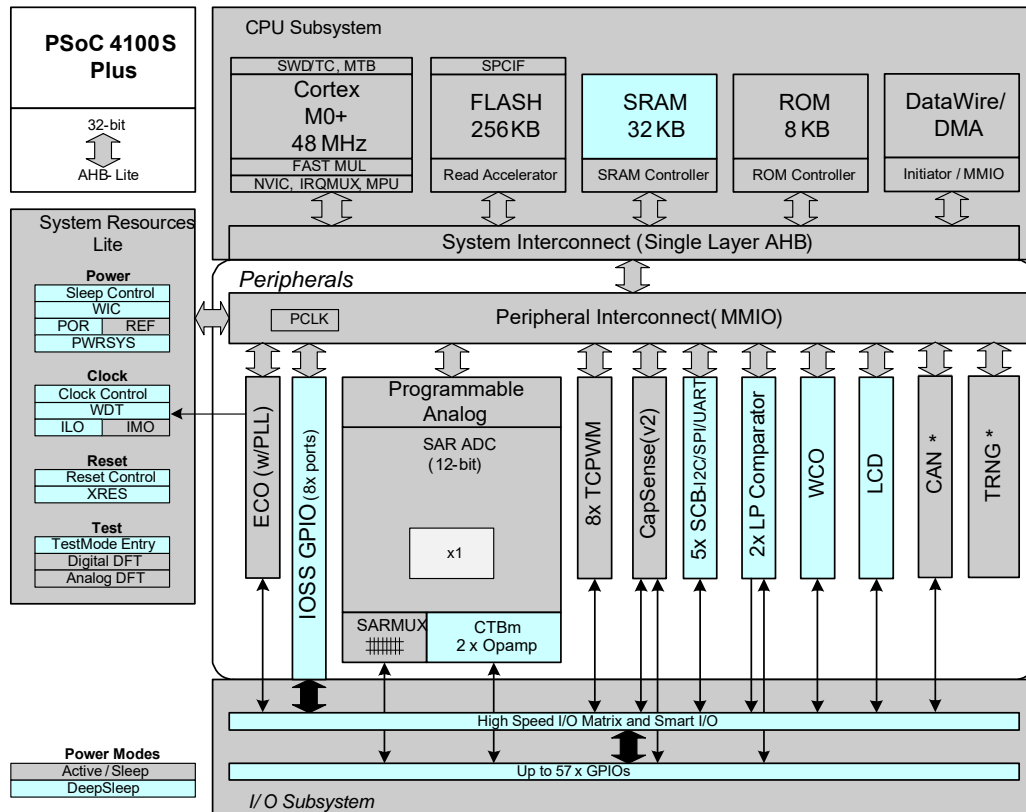 PSoC 4100S
Plus
32-bit
AHB- Lite
CPU Subsystem
SWD/TC, MTB
Cortex
M0+
48 MHz
FAST MUL
NVIC, IRQMUX, MPU
SPCIF
FLASH
256 KB
Read Accelerator
SRAM
32 KB
SRAM Controller
ROM
8 KB
ROM Controller
DataWire/
DMA
Initiator / MMIO
System Interconnect (Single Layer AHB)
System Resources
Lite
Power
Sleep Control
WIC
POR
REF
PWRSYS
Clock
Clock Control
WDT
ILO
IMO
Reset
Reset Control
XRES
Test
TestMode Entry
Digital DFT
Analog DFT
Peripherals
PCLK
Peripheral Interconnect( MMIO)
ECO (w/PLL)
IOSS GPIO (8x ports)
Programmable
Analog
SAR ADC
(12-bit)
x1
SARMUX
CTBm
2 x Opamp
8x TCPWM
CapSense(v2)
5x SCB-I2C/SPI/UART
2x LP Comparator
WCO
LCD
CAN *
TRNG *
High Speed I/O Matrix and Smart I/O
Up to 57 x GPIOs
I/ O Subsystem
Power Modes
Active / Sleep
DeepSleep